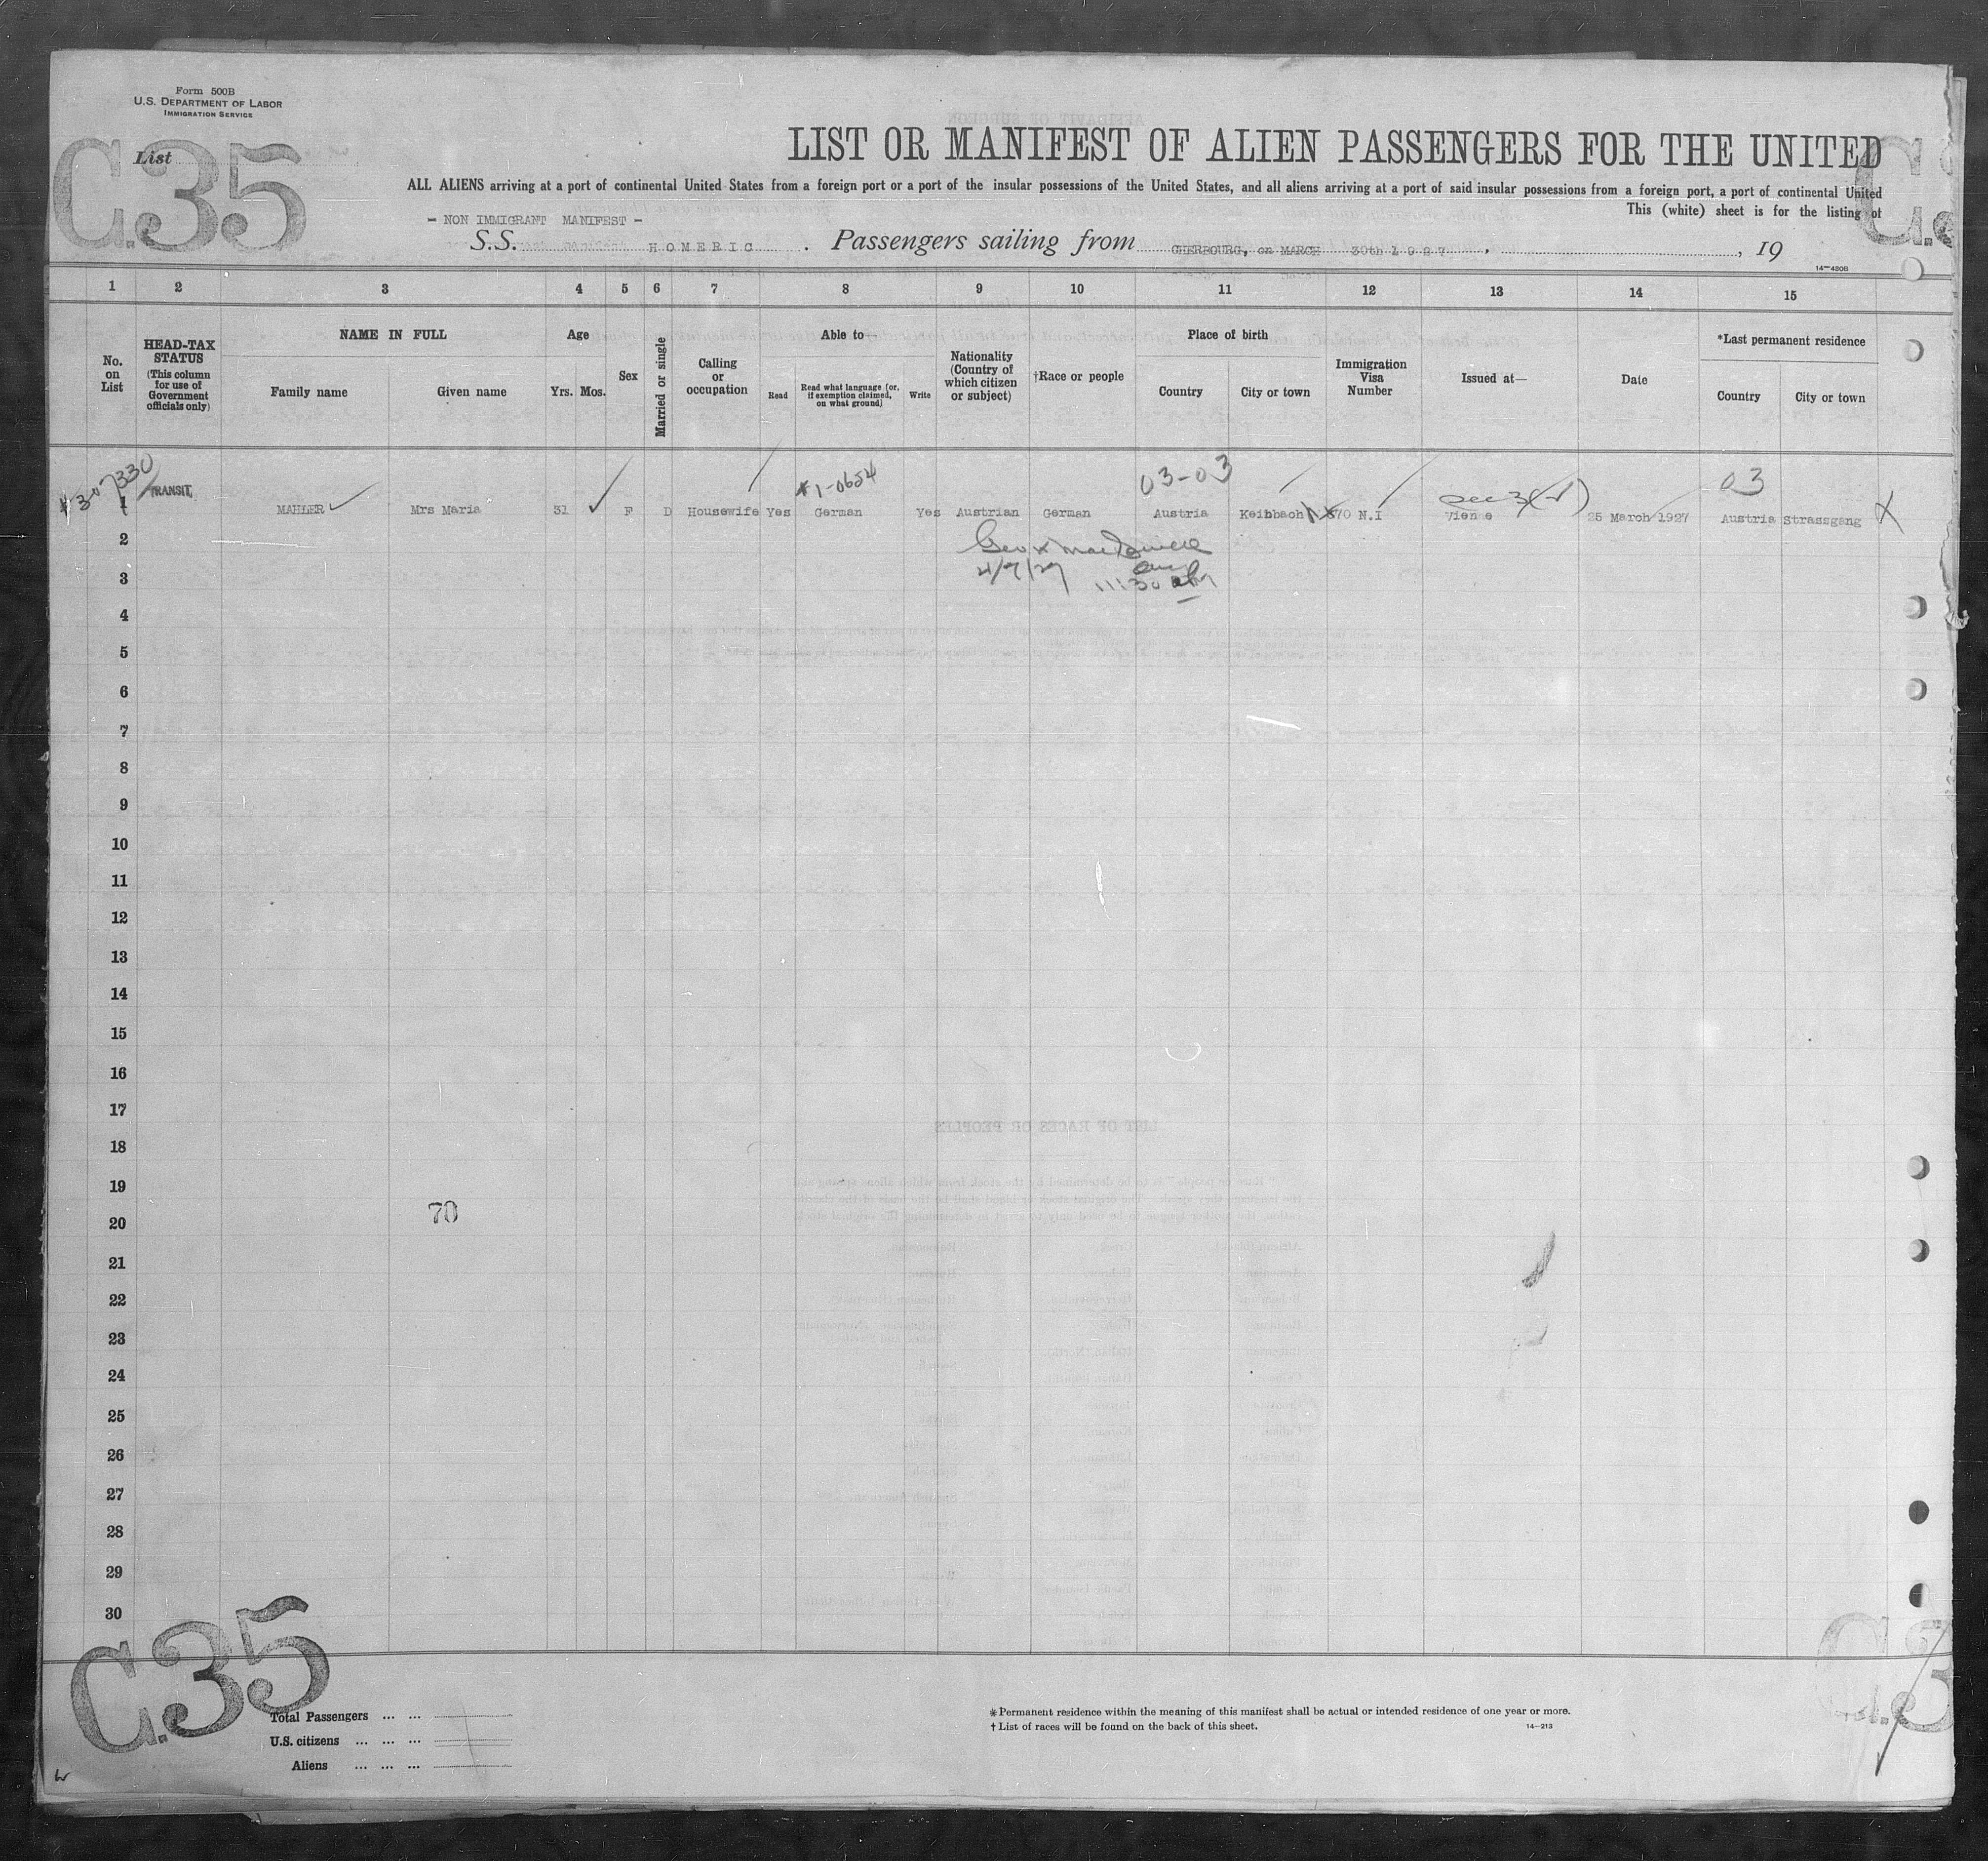 Form 500B
U.S. DEPARTMENT OF LABOR
IMMIGRATION SERVICE
C.35
List
LIST OR MANIFEST OF ALIEN PASSENGERS FOR THE UNITED
ALL ALIENS arriving at a port of continental United States from a foreign port or a port of the insular possessions of the United States, and all aliens arriving at a port of said insular possessions from a foreign port, a port of continental United
This (white) sheet is for the listing of
- NON IMMIGRANT MANIFEST -
S.S. HOMERIC . Passengers sailing from CHERBOURG, on MARCH 30th 1927, , 19
14-430B
1 2 3 4 5 6 7 8 9 10 11 12 13 14 15
No. on List
HEAD-TAX STATUS (This column for use of Government officials only)
NAME IN FULL
Family name Given name
Age
Yrs. Mos.
Sex
Married or single
Calling or occupation
Able to—
Read Read what language (or, if exemption claimed, on what ground) Write
Nationality (Country of which citizen or subject)
†Race or people
Place of birth
Country City or town
Immigration Visa Number
Issued at—
Date
*Last permanent residence
Country City or town
#307330 #1-0654 03-03 03
1 TRANSIT, MAHLER Mrs Maria 31 F D Housewife Yes German Yes Austrian German Austria Keibbach 570 N.I 25 March 1927 Austria Strassgang X
2
4/7/27
3
11:30
4
5
6
7
8
9
10
11
12
13
14
15
16
17
18
19
70
20
21
22
23
24
25
26
27
28
29
30
C.35
Total Passengers ... ...
U.S. citizens ... ... ...
Aliens ... ... ...
* Permanent residence within the meaning of this manifest shall be actual or intended residence of one year or more.
† List of races will be found on the back of this sheet.
14-213